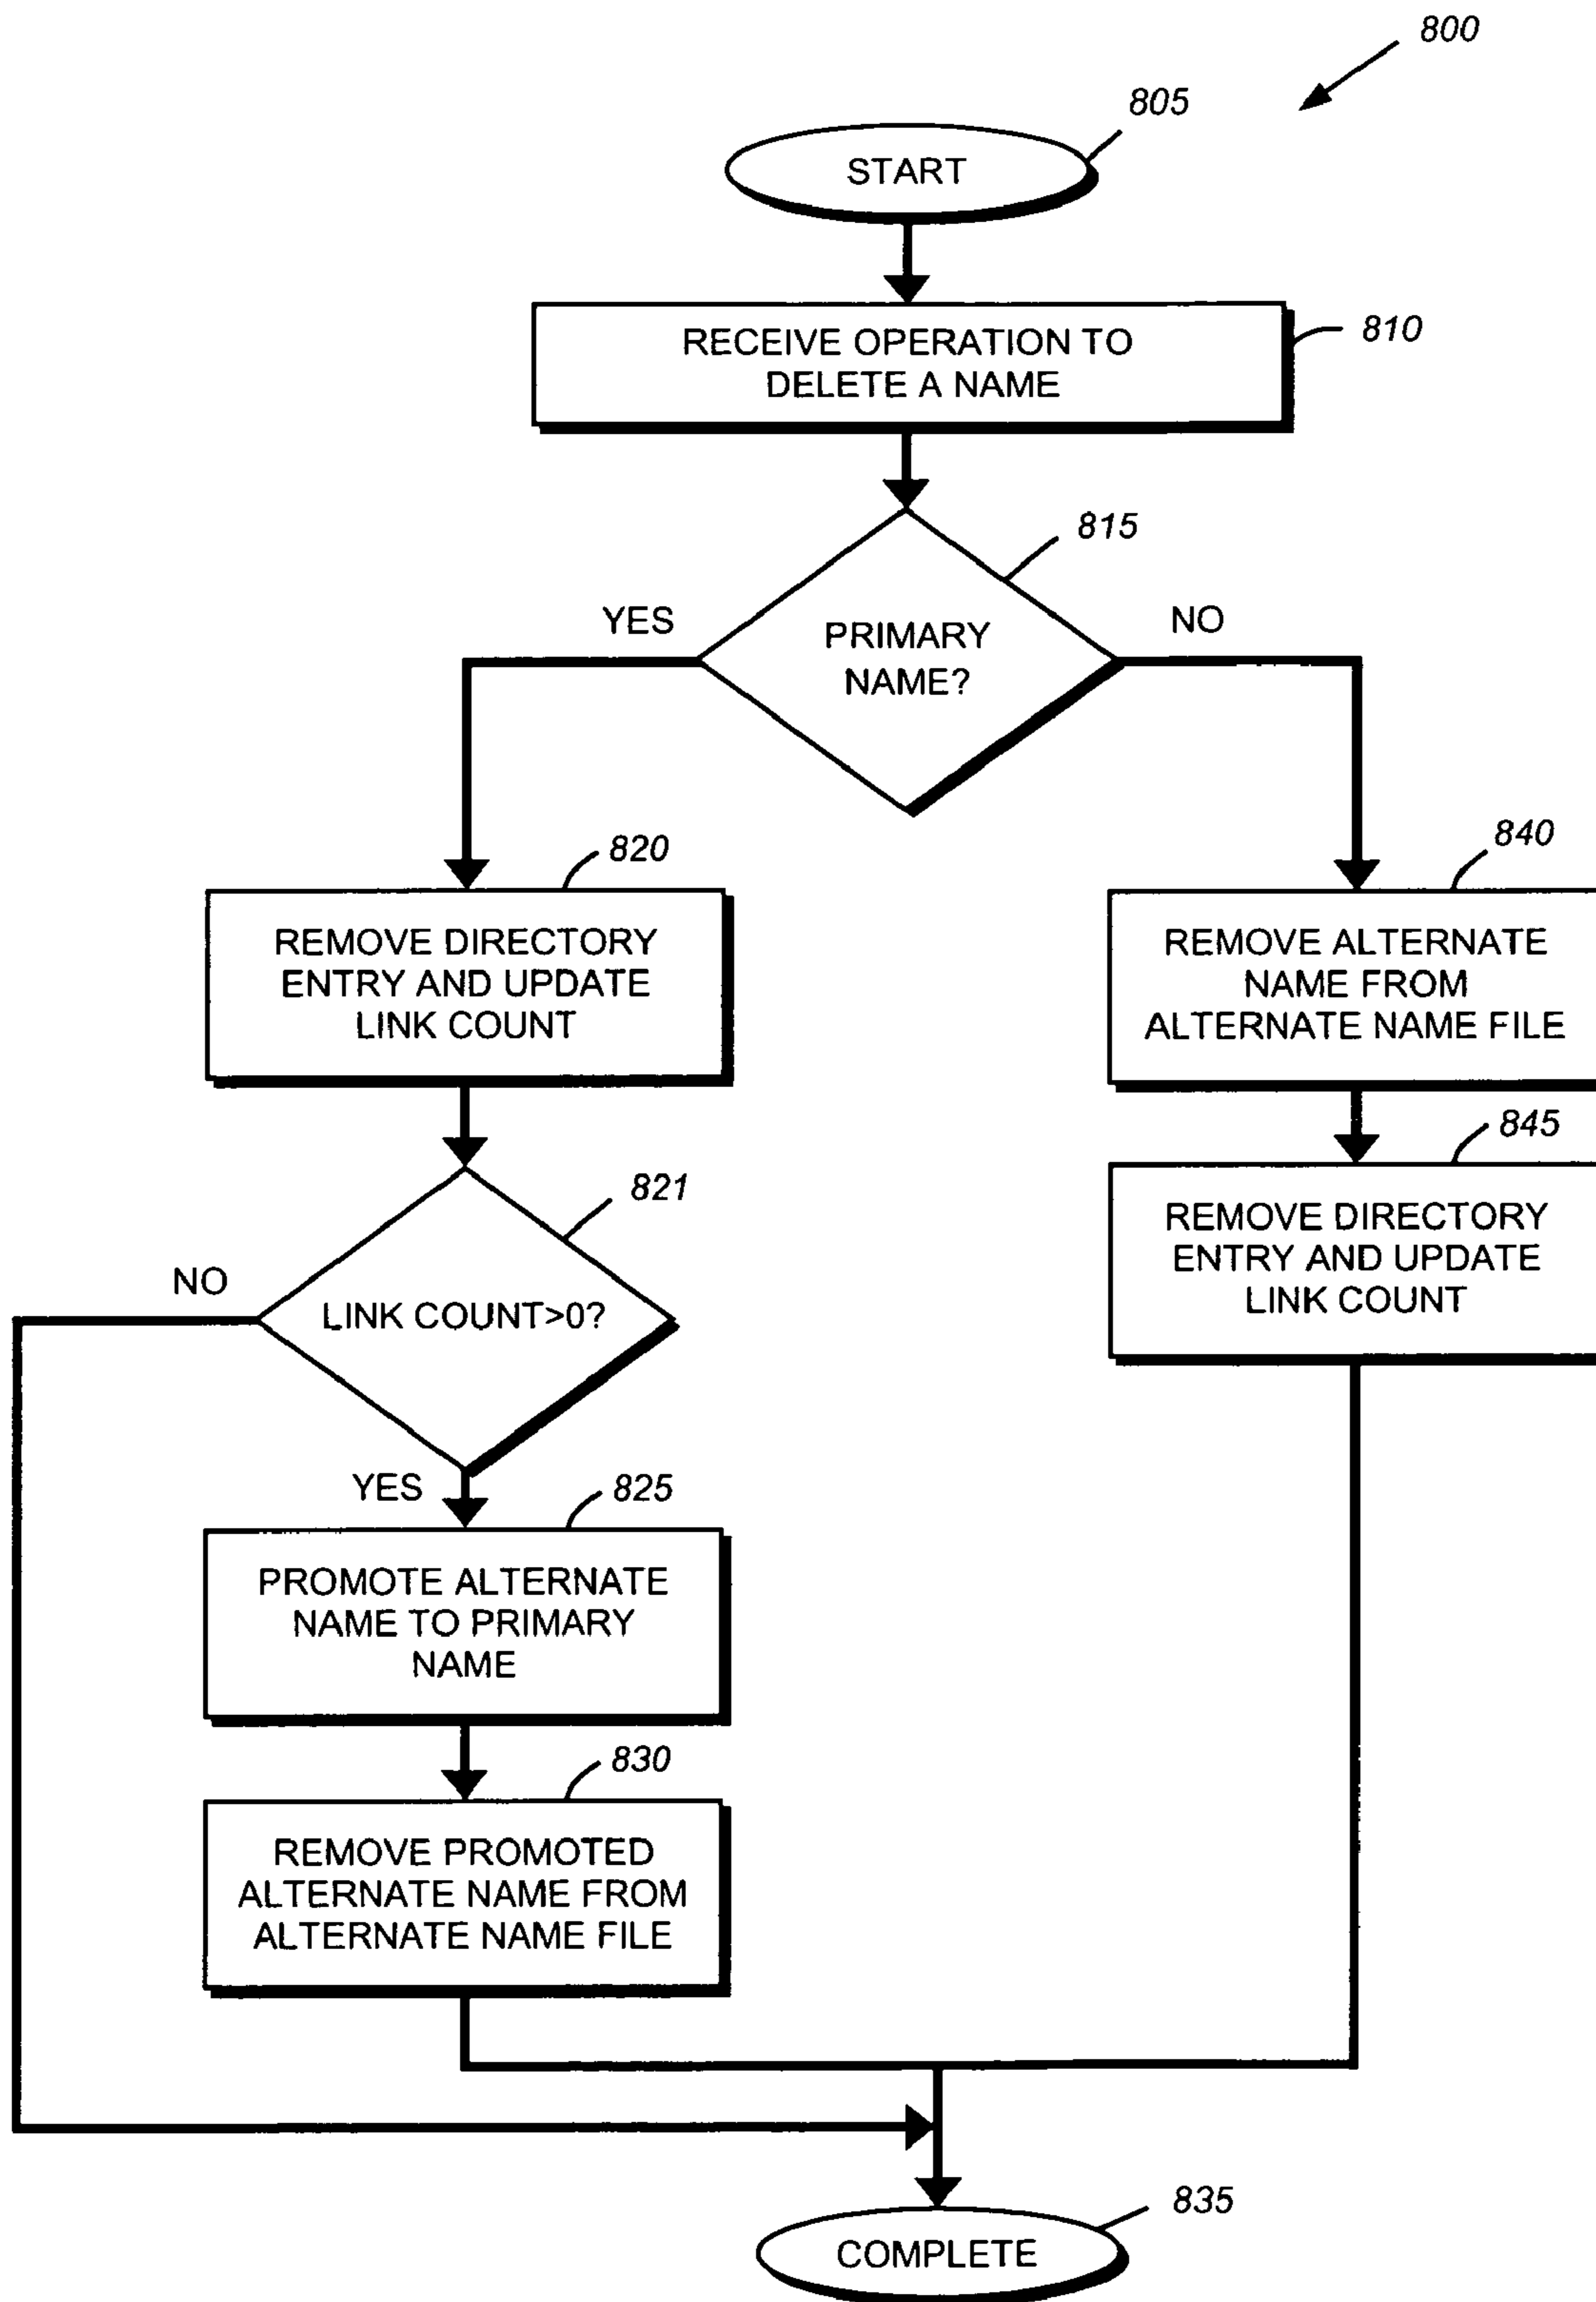 800
805
START
RECEIVE OPERATION TO
DELETE A NAME
810
815
YES
PRIMARY
NAME?
NO
820
REMOVE DIRECTORY
ENTRY AND UPDATE
LINK COUNT
840
REMOVE ALTERNATE
NAME FROM
ALTERNATE NAME FILE
845
REMOVE DIRECTORY
ENTRY AND UPDATE
LINK COUNT
821
NO
LINK COUNT>0?
YES
825
PROMOTE ALTERNATE
NAME TO PRIMARY
NAME
830
REMOVE PROMOTED
ALTERNATE NAME FROM
ALTERNATE NAME FILE
835
COMPLETE